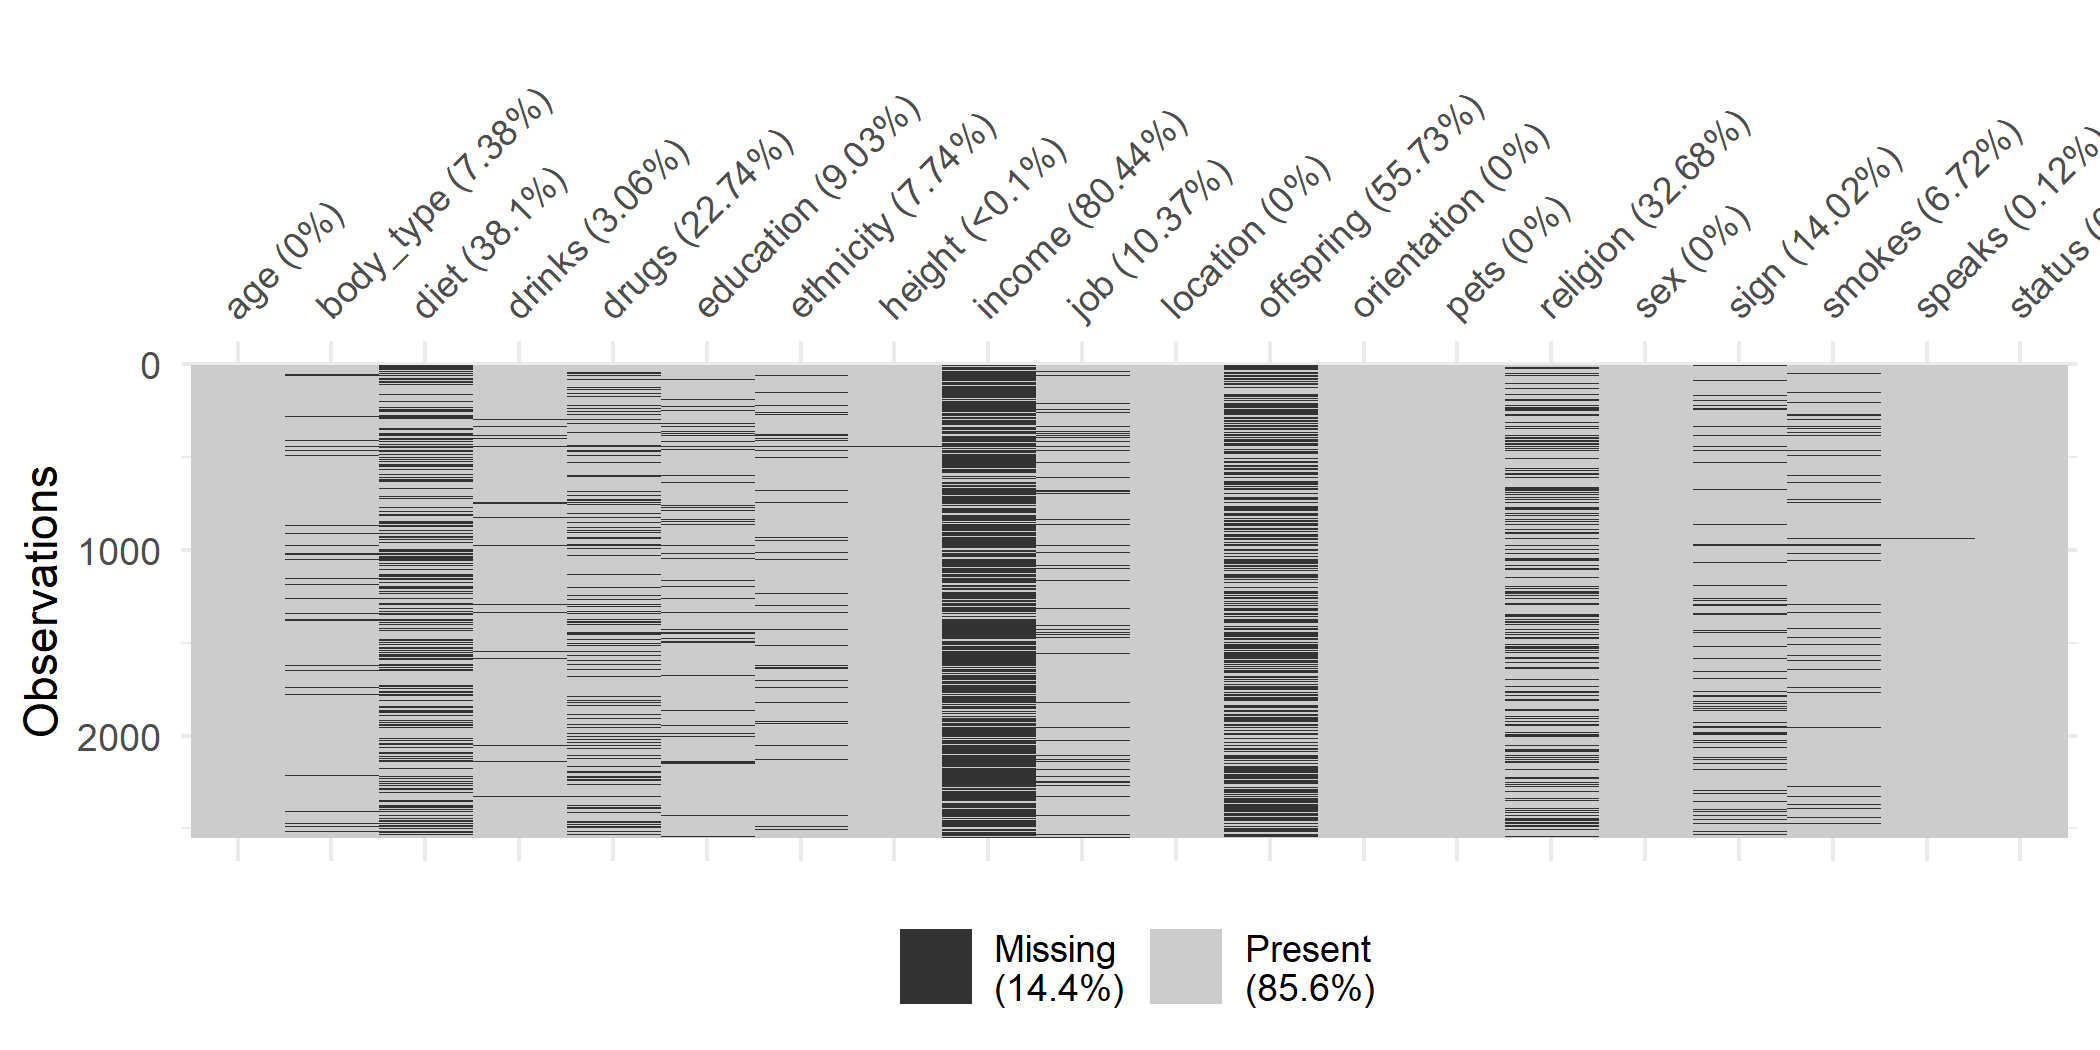 age (0%)
body_type (7.38%)
diet (38.1%)
drinks (3.06%)
drugs (22.74%)
education (9.03%)
ethnicity (7.74%)
height (<0.1%)
income (80.44%)
job (10.37%)
location (0%)
offspring (55.73%)
orientation (0%)
pets (0%)
religion (32.68%)
sex (0%)
sign (14.02%)
smokes (6.72%)
speaks (0.12%)
status (
Observations
0
1000
2000
Missing
(14.4%)
Present
(85.6%)